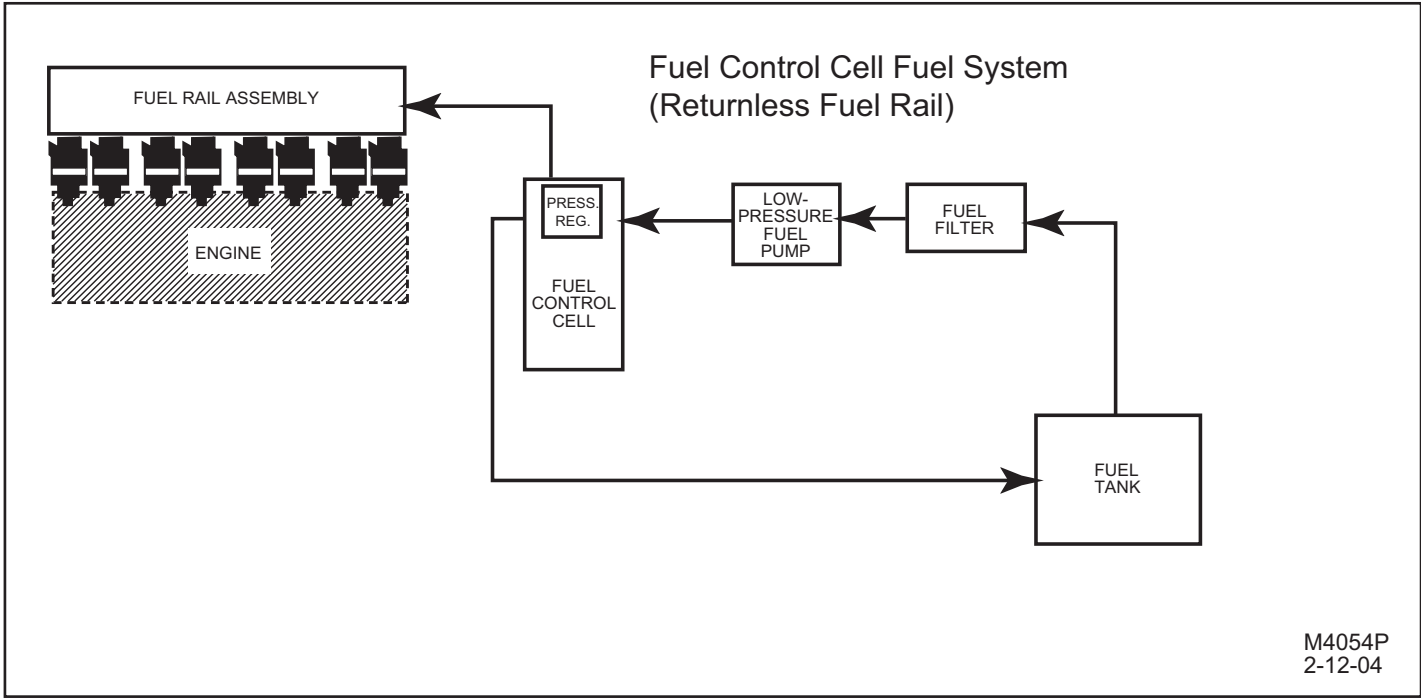 Fuel Control Cell Fuel System
(Returnless Fuel Rail)
FUEL RAIL ASSEMBLY
ENGINE
PRESS.
REG.
FUEL
CONTROL
CELL
LOW-
PRESSURE
FUEL
PUMP
FUEL
FILTER
FUEL
TANK
M4054P
2-12-04